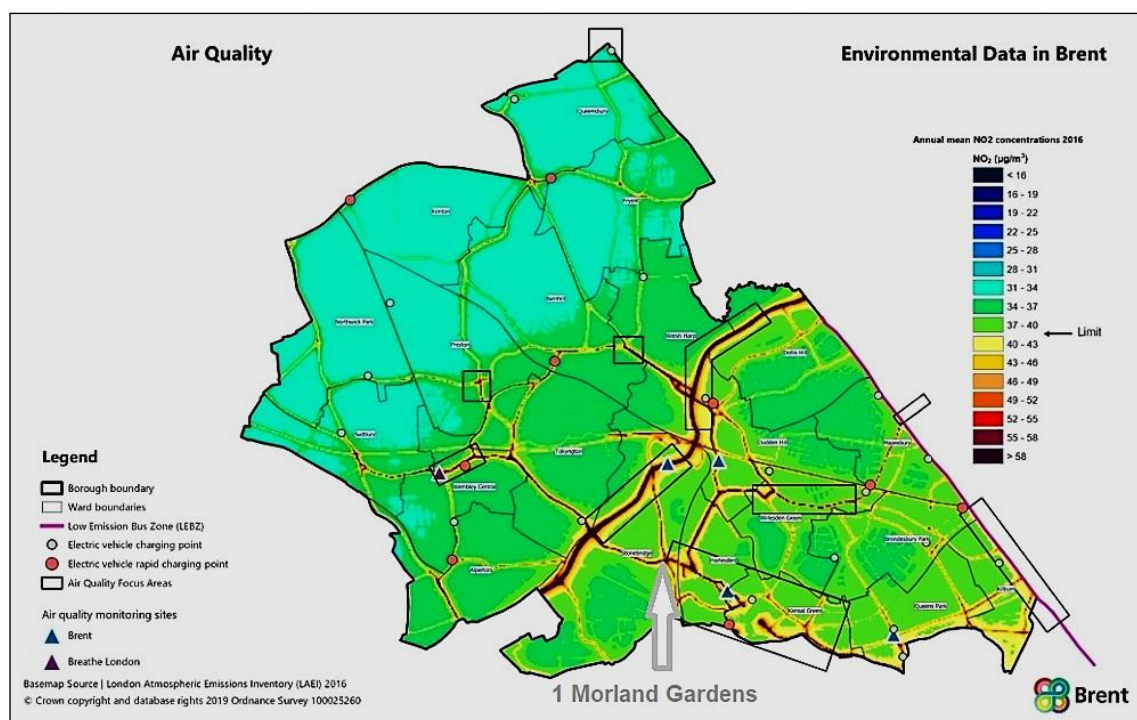 Air Quality
Environmental Data in Brent
Annual mean NO2 concentrations 2016
NO₂ (µg/m³)
< 16
16 - 19
19 - 22
22 - 25
25 - 28
28 - 31
31 - 34
34 - 37
37 - 40
Limit
40 - 43
43 - 46
46 - 49
49 - 52
52 - 55
55 - 58
> 58
Queensbury
Kenton
Fryent
Barnhill
Northwick Park
Preston
Welsh Harp
Dollis Hill
Sudbury
Tokyington
Dudden Hill
Mapesbury
Wembley Central
Willesden Green
Brondesbury Park
Stonebridge
Harlesden
Alperton
Kensal Green
Queens Park
Kilburn
Legend
Borough boundary
Ward boundaries
Low Emission Bus Zone (LEBZ)
Electric vehicle charging point
Electric vehicle rapid charging point
Air Quality Focus Areas
Air quality monitoring sites
Brent
Breathe London
Basemap Source | London Atmospheric Emissions Inventory (LAEI) 2016
© Crown copyright and database rights 2019 Ordnance Survey 100025260
1 Morland Gardens
Brent